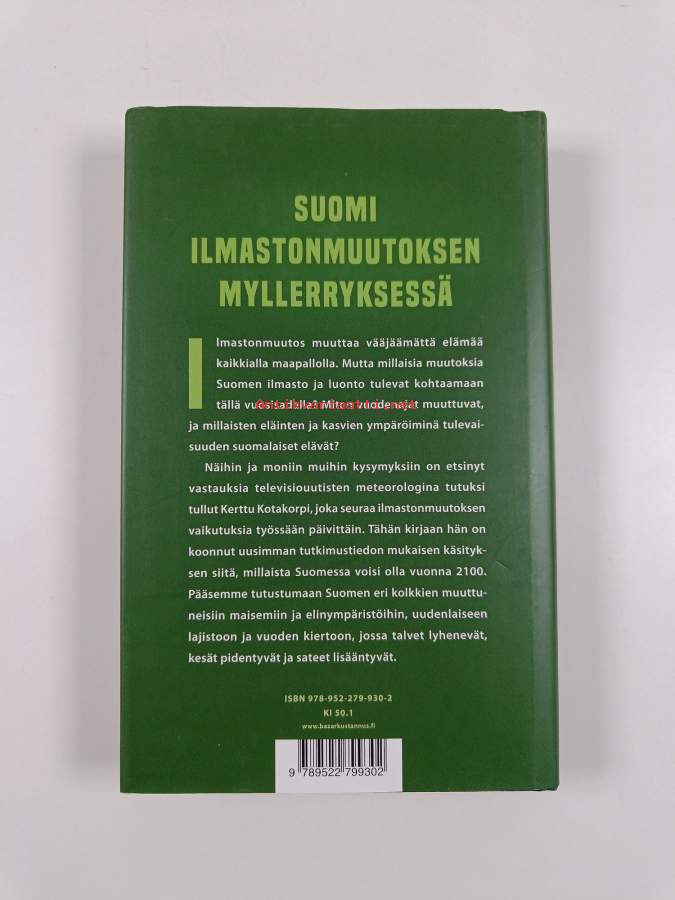 SUOMI
ILMASTONMUUTOKSEN
MYLLERRYKSESSÄ
Ilmastonmuutos muuttaa vääjäämättä elämää
kaikkialla maapallolla. Mutta millaisia muutoksia
Suomen ilmasto ja luonto tulevat kohtaamaan
tällä vuosisadalla? Miten vuodenajat muuttuvat,
ja millaisten eläinten ja kasvien ympäröiminä tulevai-
suuden suomalaiset elävät?
Näihin ja moniin muihin kysymyksiin on etsinyt
vastauksia televisiouutisten meteorologina tutuksi
tullut Kerttu Kotakorpi, joka seuraa ilmastonmuutoksen
vaikutuksia työssään päivittäin. Tähän kirjaan hän on
koonnut uusimman tutkimustiedon mukaisen käsityk-
sen siitä, millaista Suomessa voisi olla vuonna 2100.
Pääsemme tutustumaan Suomen eri kolkkien muuttu-
neisiin maisemiin ja elinympäristöihin, uudenlaiseen
lajistoon ja vuoden kiertoon, jossa talvet lyhenevät,
kesät pidentyvät ja sateet lisääntyvät.
ISBN 978-952-279-930-2
Kl 50.1
www.bazarkustannus.fi
9 789522 799302